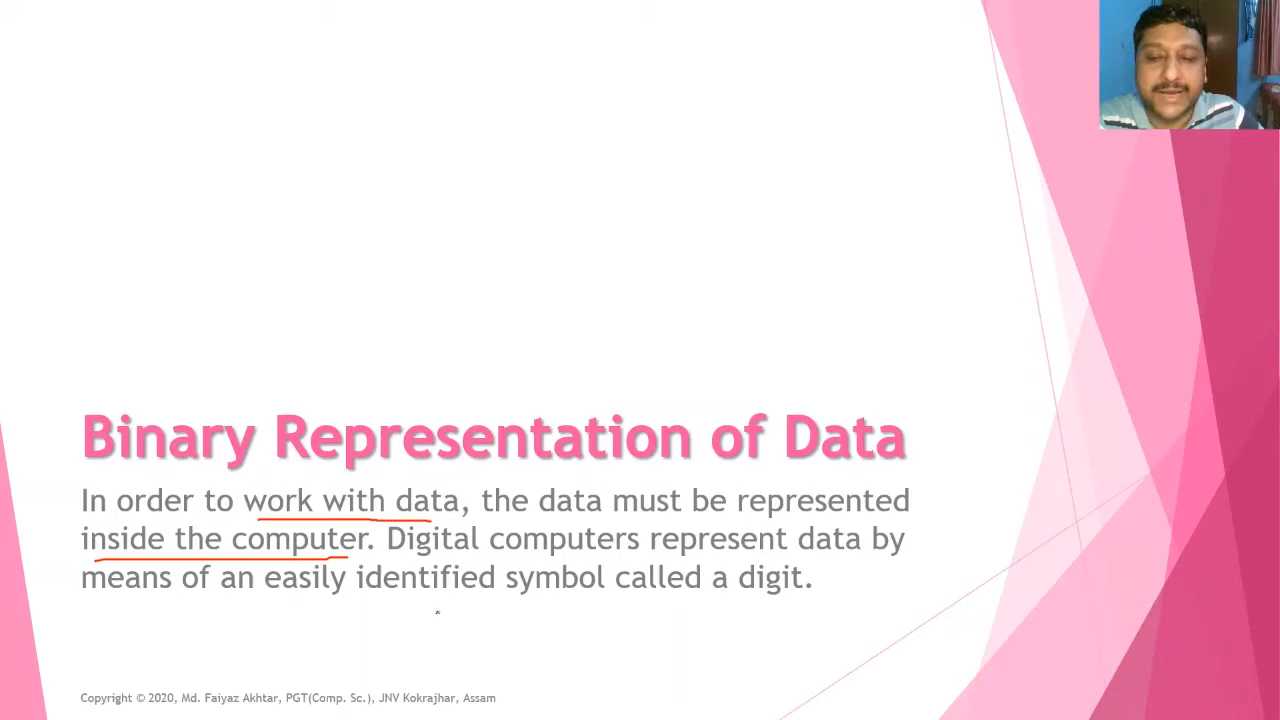 Binary Representation of Data
In order to work with data, the data must be represented
inside the computer. Digital computers represent data by
means of an easily identified symbol called a digit.
Copyright © 2020, Md. Faiyaz Akhtar, PGT(Comp. Sc.), JNV Kokrajhar, Assam